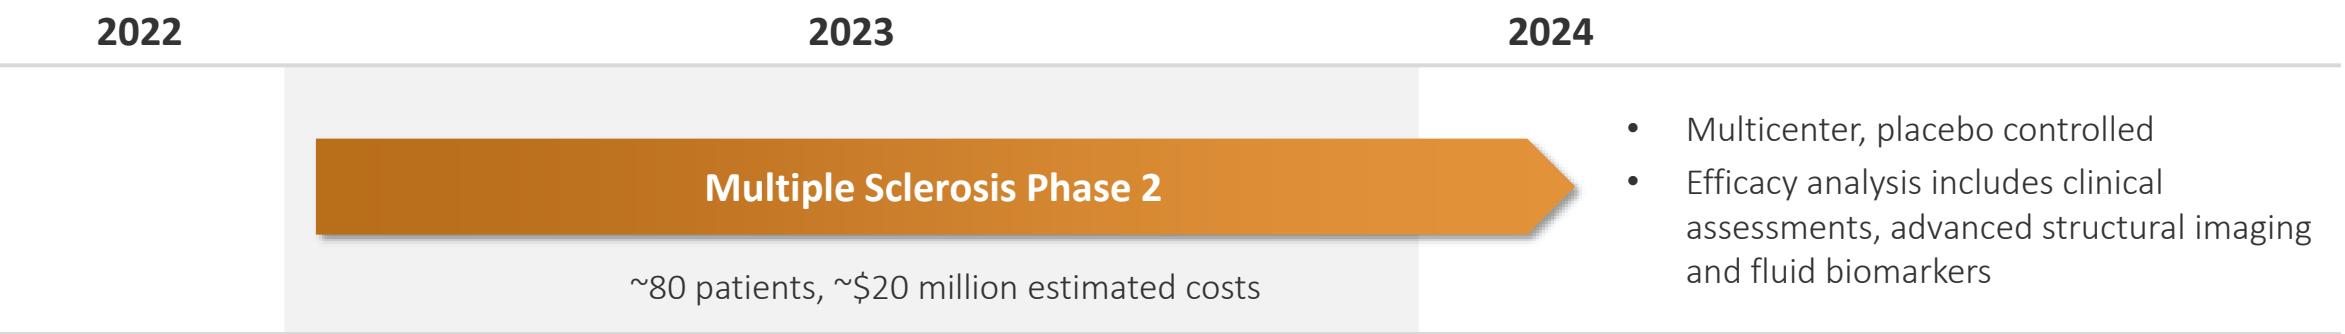 2022 2023 2024
Multiple Sclerosis Phase 2
~80 patients, ~$20 million estimated costs
• Multicenter, placebo controlled
• Efficacy analysis includes clinical
assessments, advanced structural imaging
and fluid biomarkers